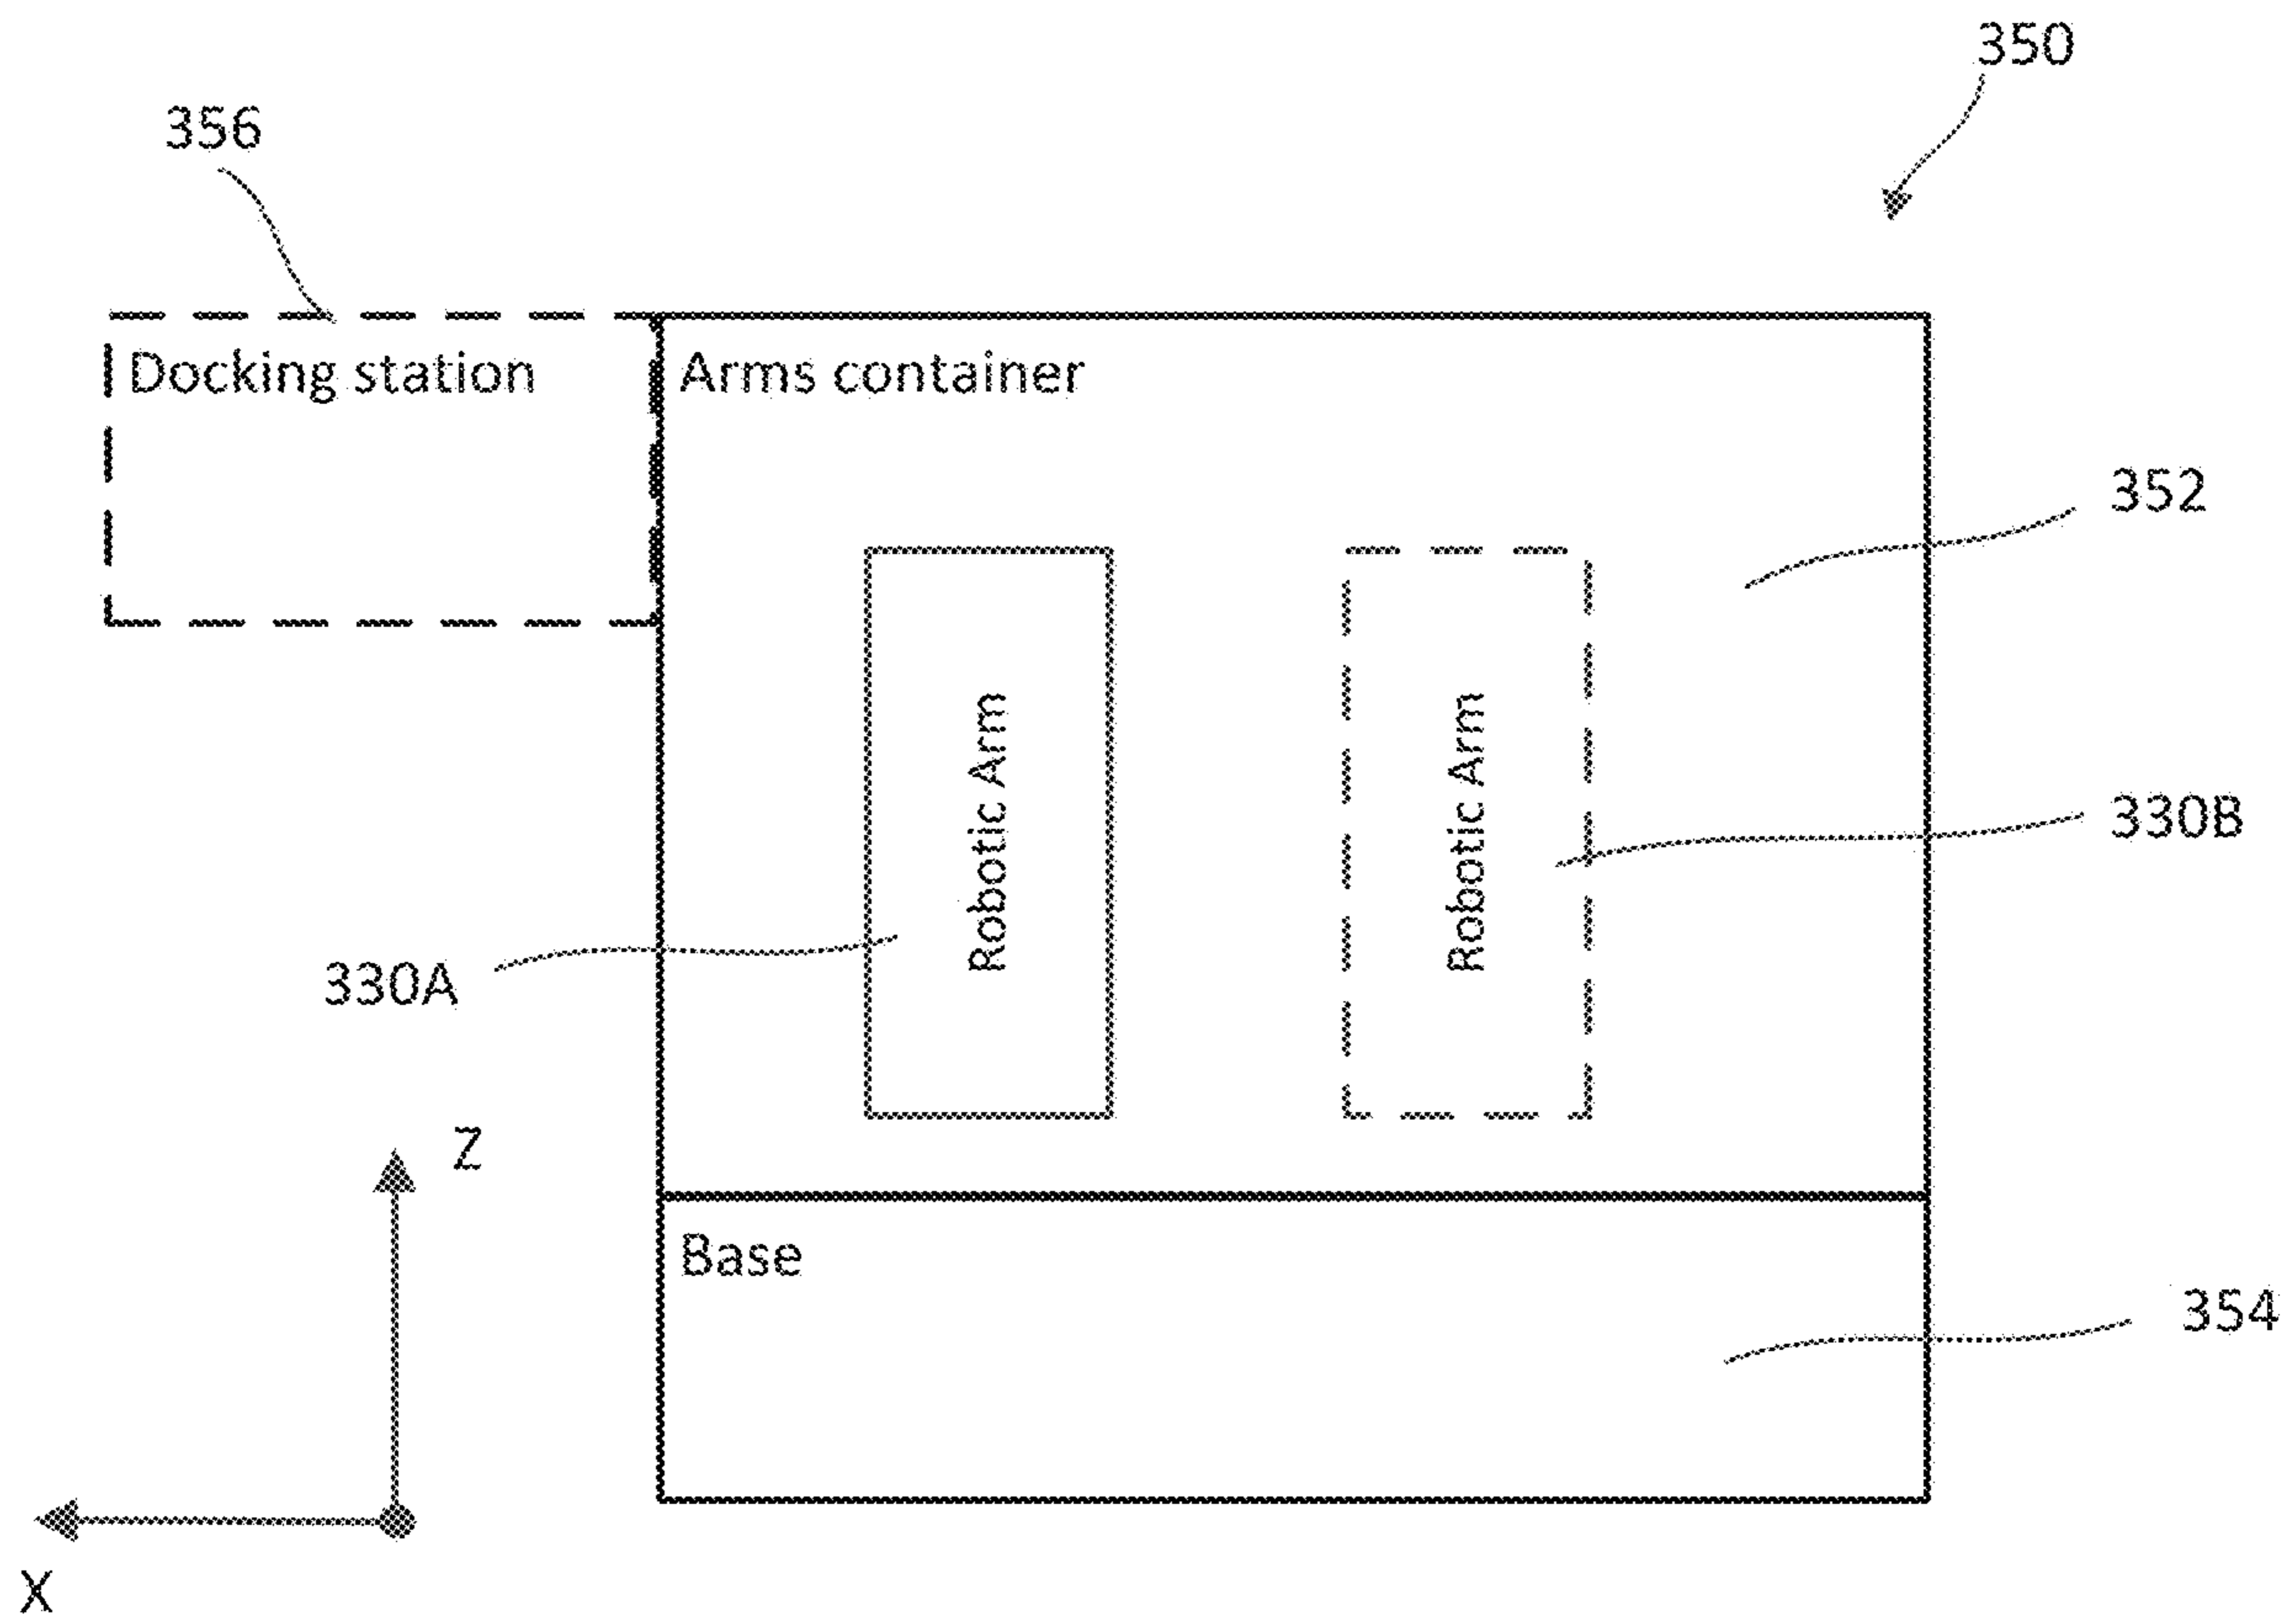 350
356
Docking station
Arms container
352
Robotic Arm
Robotic Arm
330B
330A
Z
Base
354
X